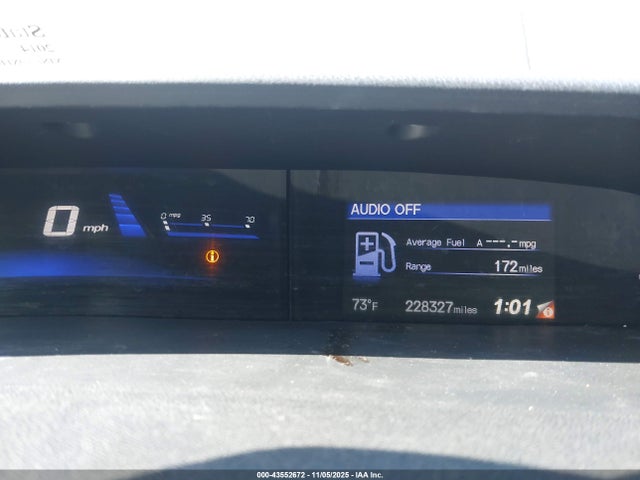 0 mph
0 mpg 35 70
AUDIO OFF
Average Fuel A ---.- mpg
Range 172 miles
73°F 228327 miles 1:01
000-43552672 - 11/05/2025 - IAA Inc.